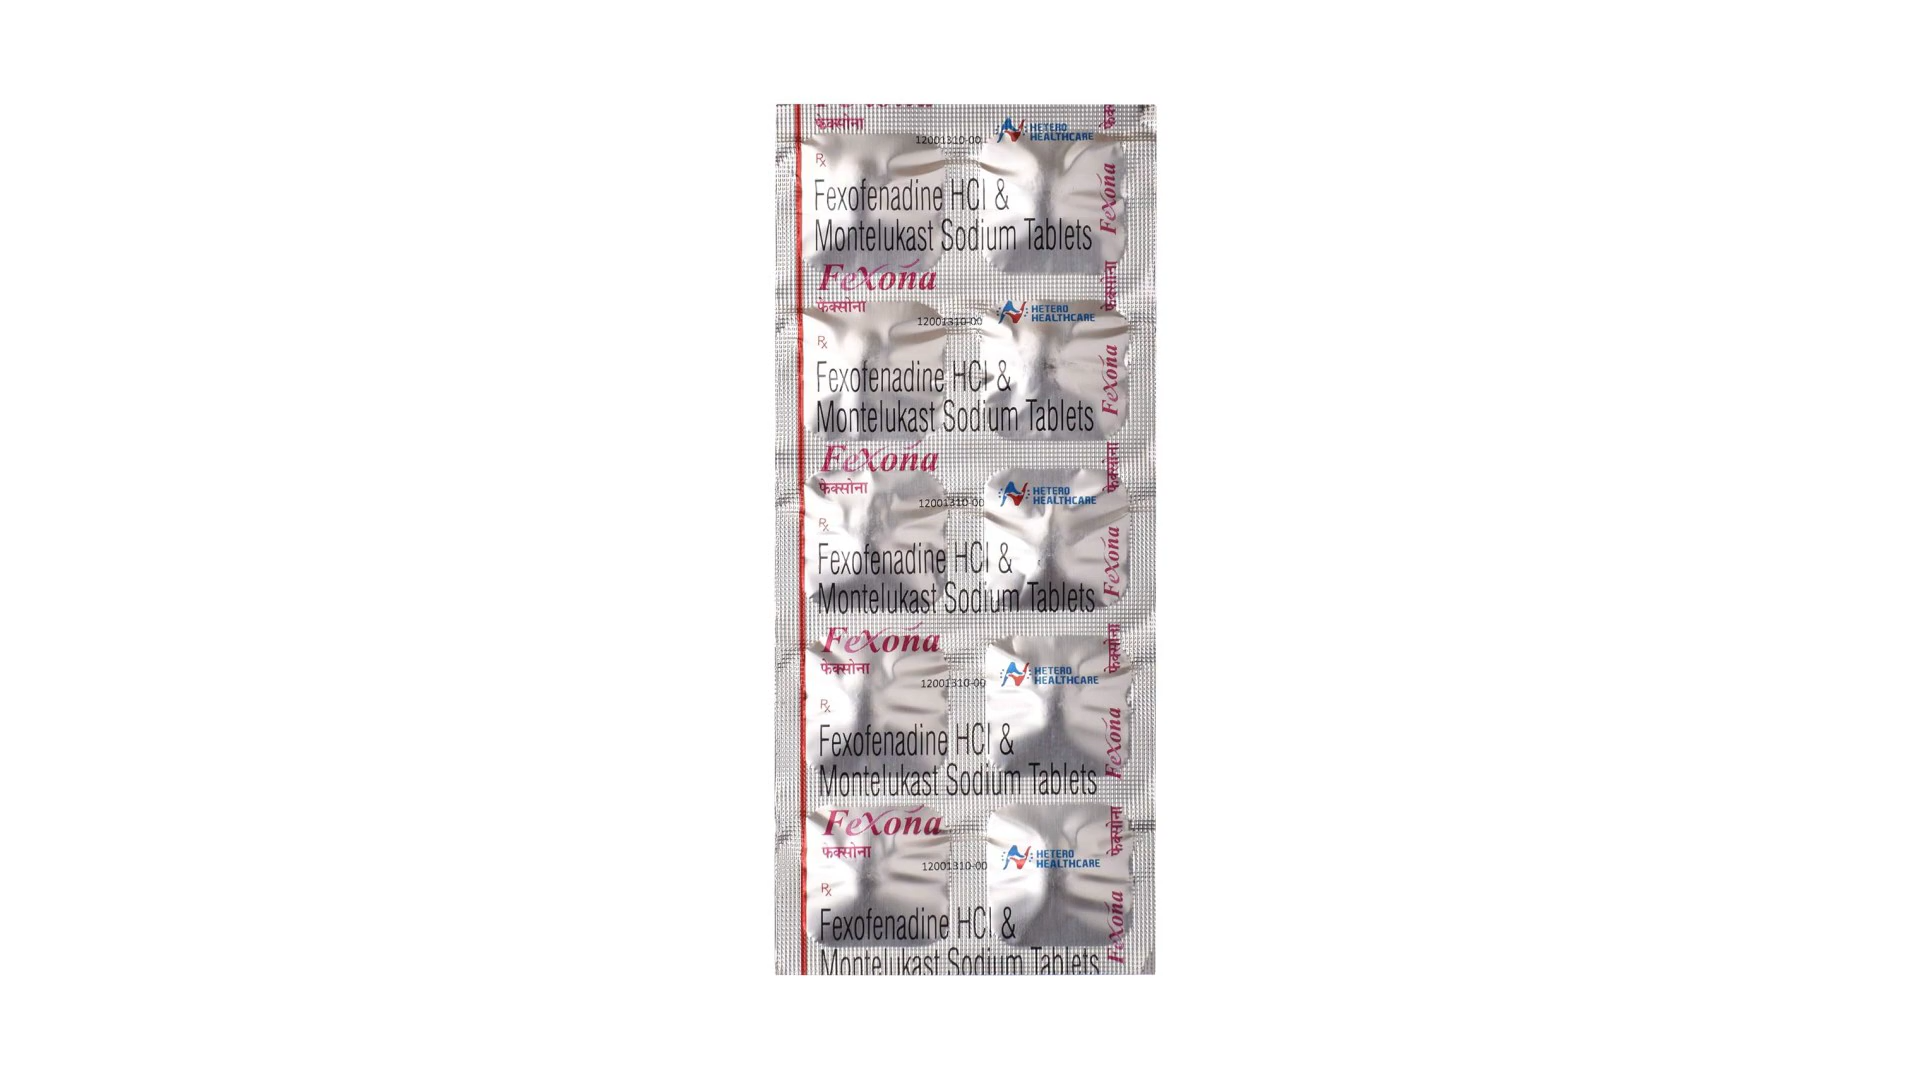 फेक्सोना
12001310-00
HETERO
HEALTHCARE
Rx
Fexofenadine HCl &
Montelukast Sodium Tablets
Fexona
फेक्सोना
12001310-00
HETERO
HEALTHCARE
Rx
Fexofenadine HCl &
Montelukast Sodium Tablets
Fexona
फेक्सोना
12001310-00
HETERO
HEALTHCARE
Rx
Fexofenadine HCl &
Montelukast Sodium Tablets
Fexona
फेक्सोना
12001310-00
HETERO
HEALTHCARE
Rx
Fexofenadine HCl &
Montelukast Sodium Tablets
Fexona
फेक्सोना
12001310-00
HETERO
HEALTHCARE
Rx
Fexofenadine HCl &
Montelukast Sodium Tablets
Fexona
फेक्सोना
Fexona
फेक्सोना
Fexona
फेक्सोना
Fexona
फेक्सोना
Fexona